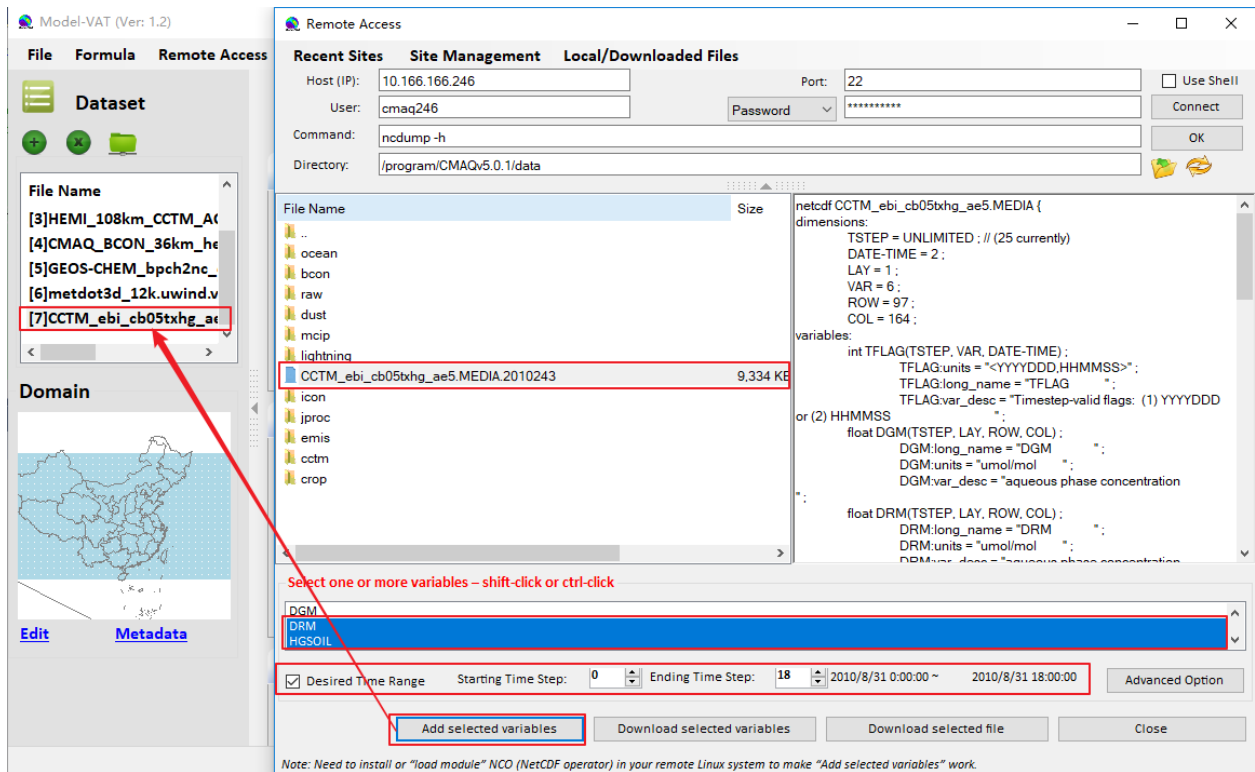 Model-VAT (Ver: 1.2)
File Formula Remote Access
Dataset
File Name
[3]HEMI_108km_CCTM_AC
[4]CMAQ_BCON_36km_he
[5]GEOS-CHEM_bpch2nc_
[6]metdot3d_12k.uwind.v
[7]CCTM_ebi_cb05txhg_ae
Domain
Edit Metadata
Remote Access
Recent Sites Site Management Local/Downloaded Files
Host (IP): 10.166.166.246 Port: 22 Use Shell
User: cmaq246 Password ********** Connect
Command: ncdump -h OK
Directory: /program/CMAQv5.0.1/data
File Name Size
..
ocean
bcon
raw
dust
mcip
lightning
CCTM_ebi_cb05txhg_ae5.MEDIA.2010243 9,334 KB
icon
jproc
emis
cctm
crop
netcdf CCTM_ebi_cb05txhg_ae5.MEDIA {
dimensions:
TSTEP = UNLIMITED ; // (25 currently)
DATE-TIME = 2 ;
LAY = 1 ;
VAR = 6 ;
ROW = 97 ;
COL = 164 ;
variables:
int TFLAG(TSTEP, VAR, DATE-TIME) ;
TFLAG:units = "<YYYYDDD,HHMMSS>" ;
TFLAG:long_name = "TFLAG " ;
TFLAG:var_desc = "Timestep-valid flags: (1) YYYYDDD
or (2) HHMMSS " ;
float DGM(TSTEP, LAY, ROW, COL) ;
DGM:long_name = "DGM " ;
DGM:units = "umol/mol " ;
DGM:var_desc = "aqueous phase concentration
" ;
float DRM(TSTEP, LAY, ROW, COL) ;
DRM:long_name = "DRM " ;
DRM:units = "umol/mol " ;
DRM:var_desc = "aqueous phase concentration
Select one or more variables – shift-click or ctrl-click
DGM
DRM
HGSOIL
Desired Time Range Starting Time Step: 0 Ending Time Step: 18 2010/8/31 0:00:00 ~ 2010/8/31 18:00:00 Advanced Option
Add selected variables Download selected variables Download selected file Close
Note: Need to install or "load module" NCO (NetCDF operator) in your remote Linux system to make "Add selected variables" work.